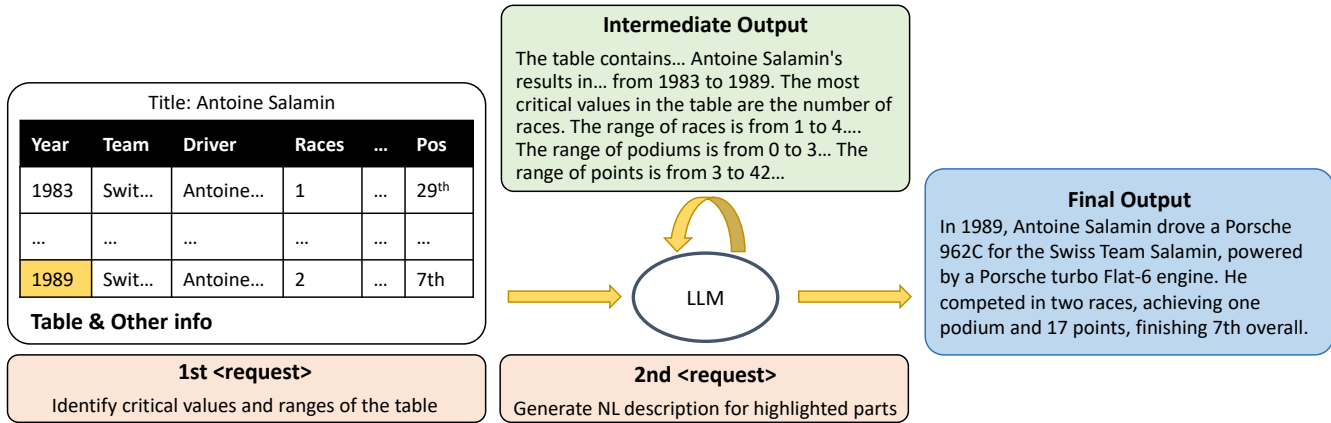 Title: Antoine Salamin
Year Team Driver Races ... Pos
1983 Swit... Antoine... 1 ... 29th
... ... ... ... ... ...
1989 Swit... Antoine... 2 ... 7th
Table & Other info
1st <request>
Identify critical values and ranges of the table
Intermediate Output
The table contains... Antoine Salamin's
results in... from 1983 to 1989. The most
critical values in the table are the number of
races. The range of races is from 1 to 4....
The range of podiums is from 0 to 3... The
range of points is from 3 to 42...
LLM
2nd <request>
Generate NL description for highlighted parts
Final Output
In 1989, Antoine Salamin drove a Porsche
962C for the Swiss Team Salamin, powered
by a Porsche turbo Flat-6 engine. He
competed in two races, achieving one
podium and 17 points, finishing 7th overall.